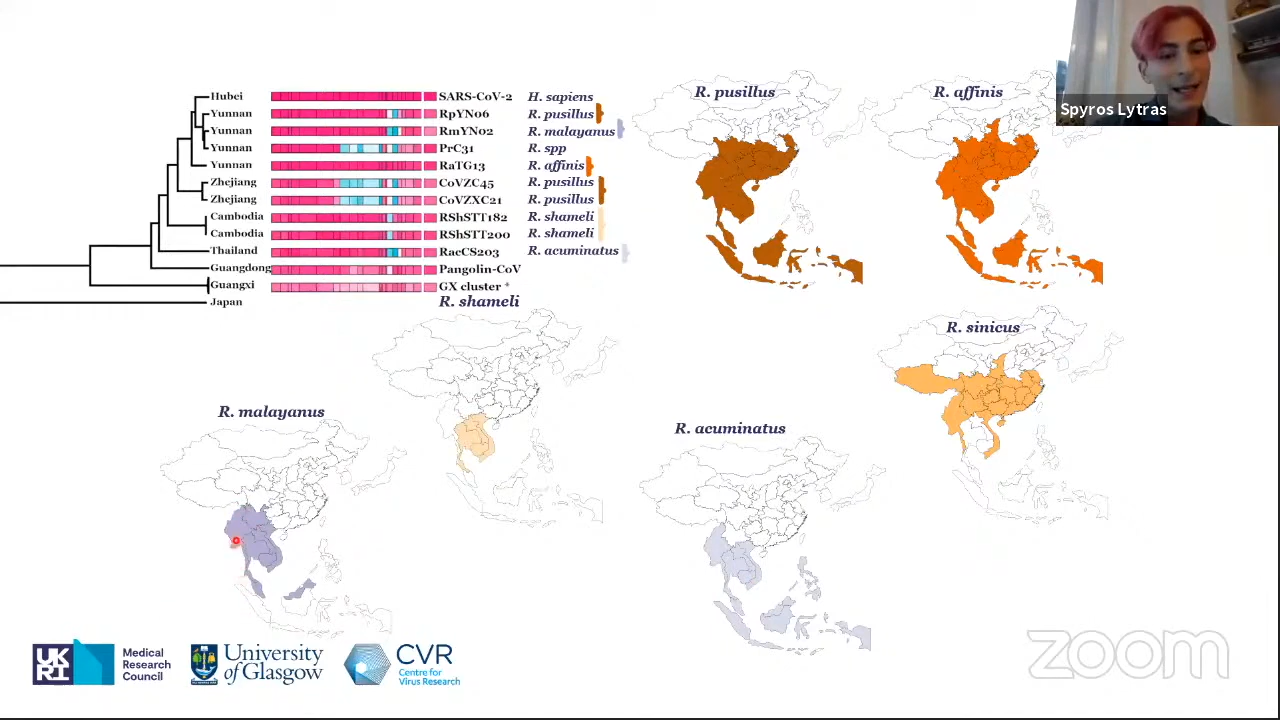 Spyros Lytras
Hubei SARS-CoV-2 H. sapiens
Yunnan RpYN06 R. pusillus
Yunnan RmYN02 R. malayanus
Yunnan PrC31 R. spp
Yunnan RaTG13 R. affinis
Zhejiang CoVZC45 R. pusillus
Zhejiang CoVZXC21 R. pusillus
Cambodia RShSTT182 R. shameli
Cambodia RShSTT200 R. shameli
Thailand RacCS203 R. acuminatus
Guangdong Pangolin-CoV
Guangxi GX cluster *
Japan
R. pusillus
R. affinis
R. shameli
R. sinicus
R. malayanus
R. acuminatus
UK
RI
Medical
Research
Council
University
of Glasgow
CVR
Centre for
Virus Research
zoom